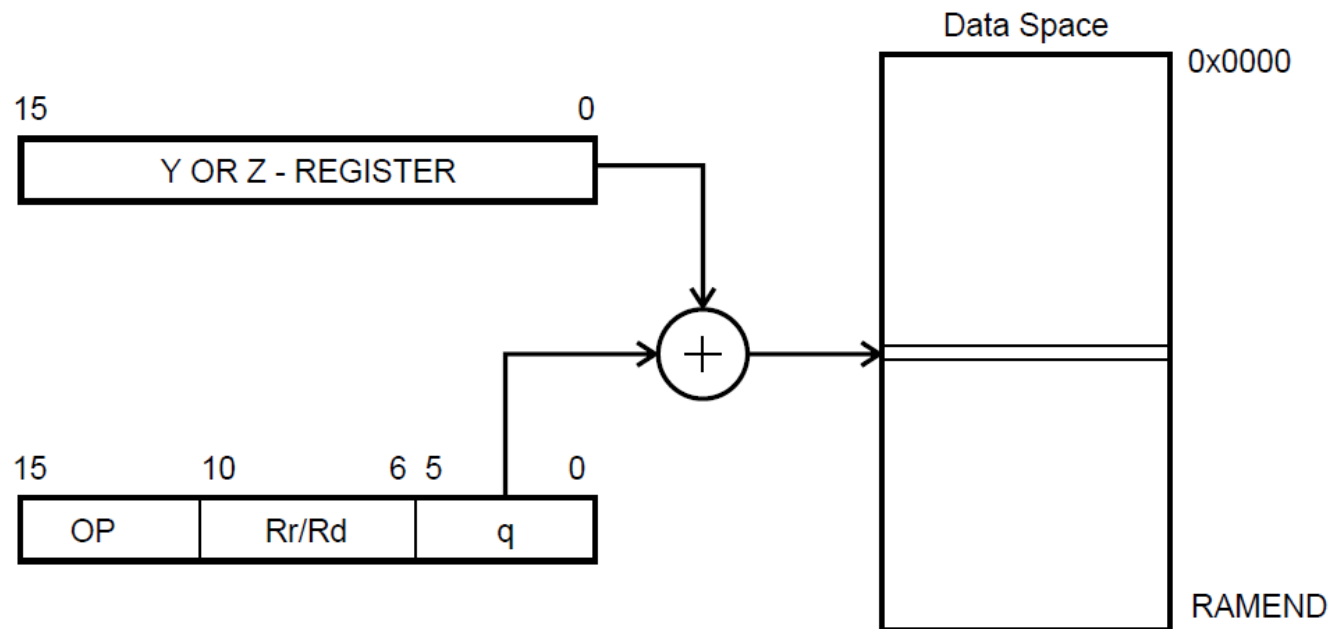 Data Space
0x0000
15 0
Y OR Z - REGISTER
+
15 10 6 5 0
OP Rr/Rd q
RAMEND